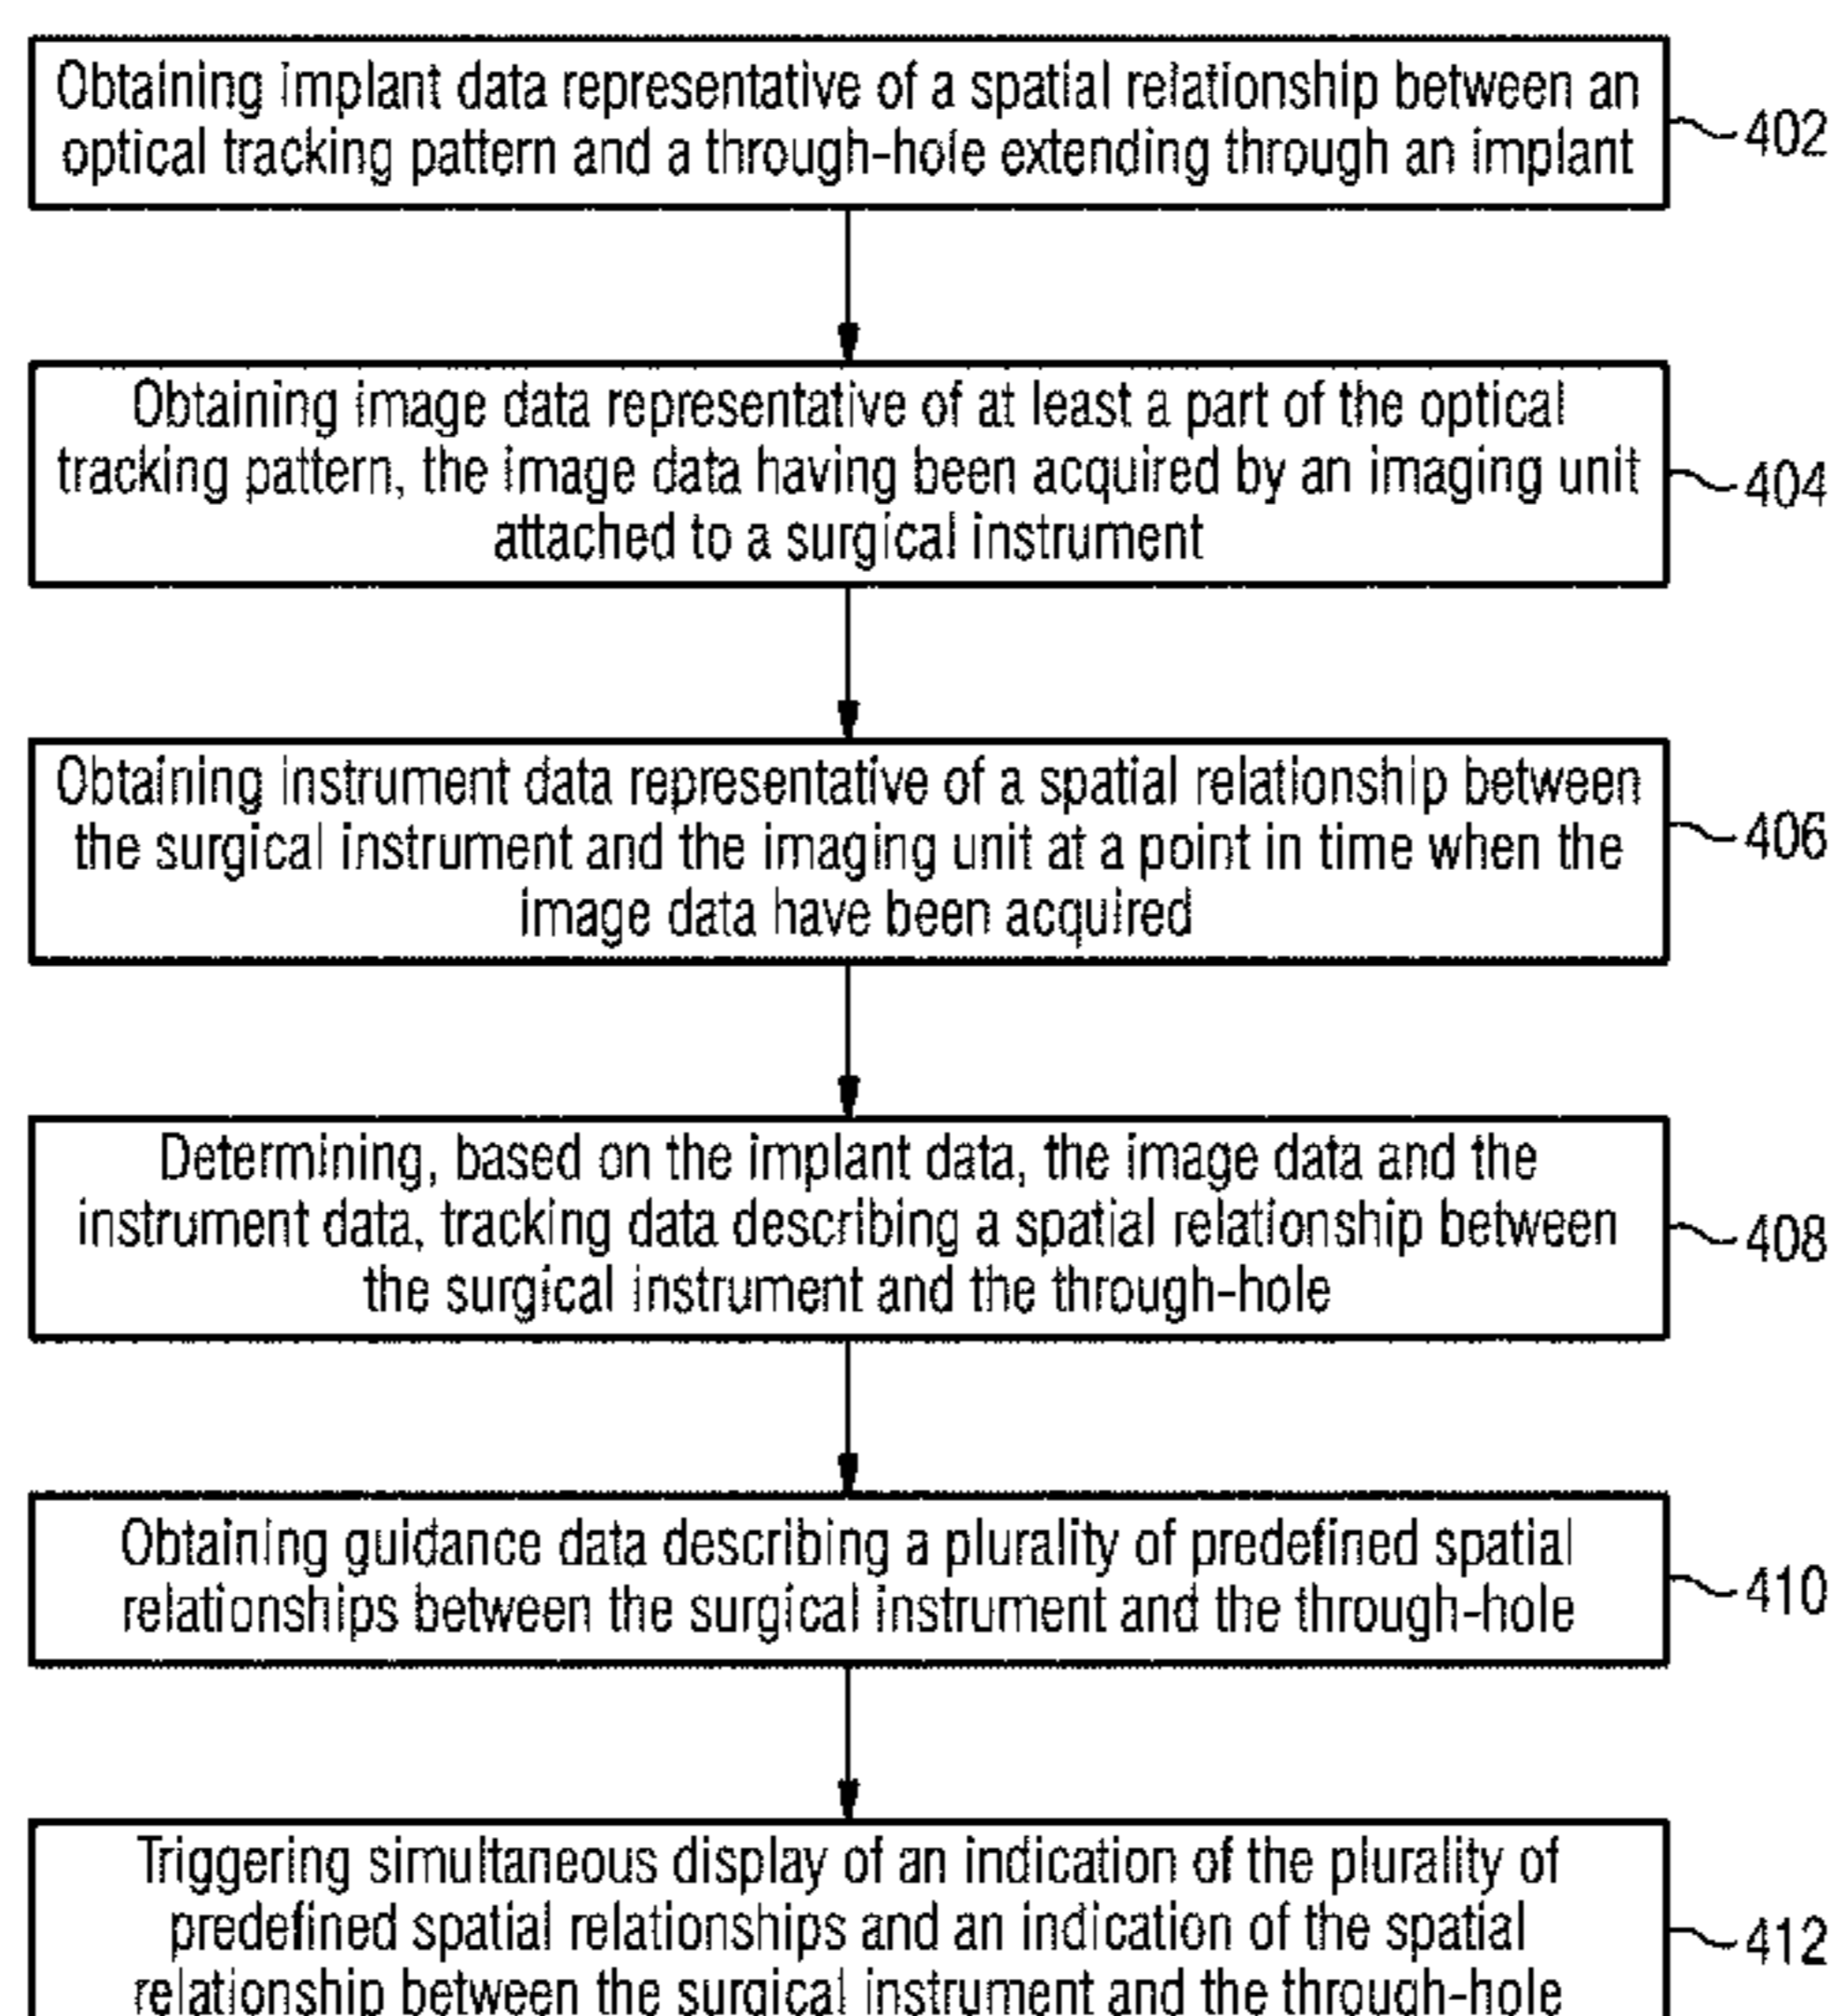 Obtaining implant data representative of a spatial relationship between an
optical tracking pattern and a through-hole extending through an implant
402
Obtaining image data representative of at least a part of the optical
tracking pattern, the image data having been acquired by an imaging unit
attached to a surgical instrument
404
Obtaining instrument data representative of a spatial relationship between
the surgical instrument and the imaging unit at a point in time when the
image data have been acquired
406
Determining, based on the implant data, the image data and the
instrument data, tracking data describing a spatial relationship between
the surgical instrument and the through-hole
408
Obtaining guidance data describing a plurality of predefined spatial
relationships between the surgical instrument and the through-hole
410
Triggering simultaneous display of an indication of the plurality of
predefined spatial relationships and an indication of the spatial
relationship between the surgical instrument and the through-hole
412